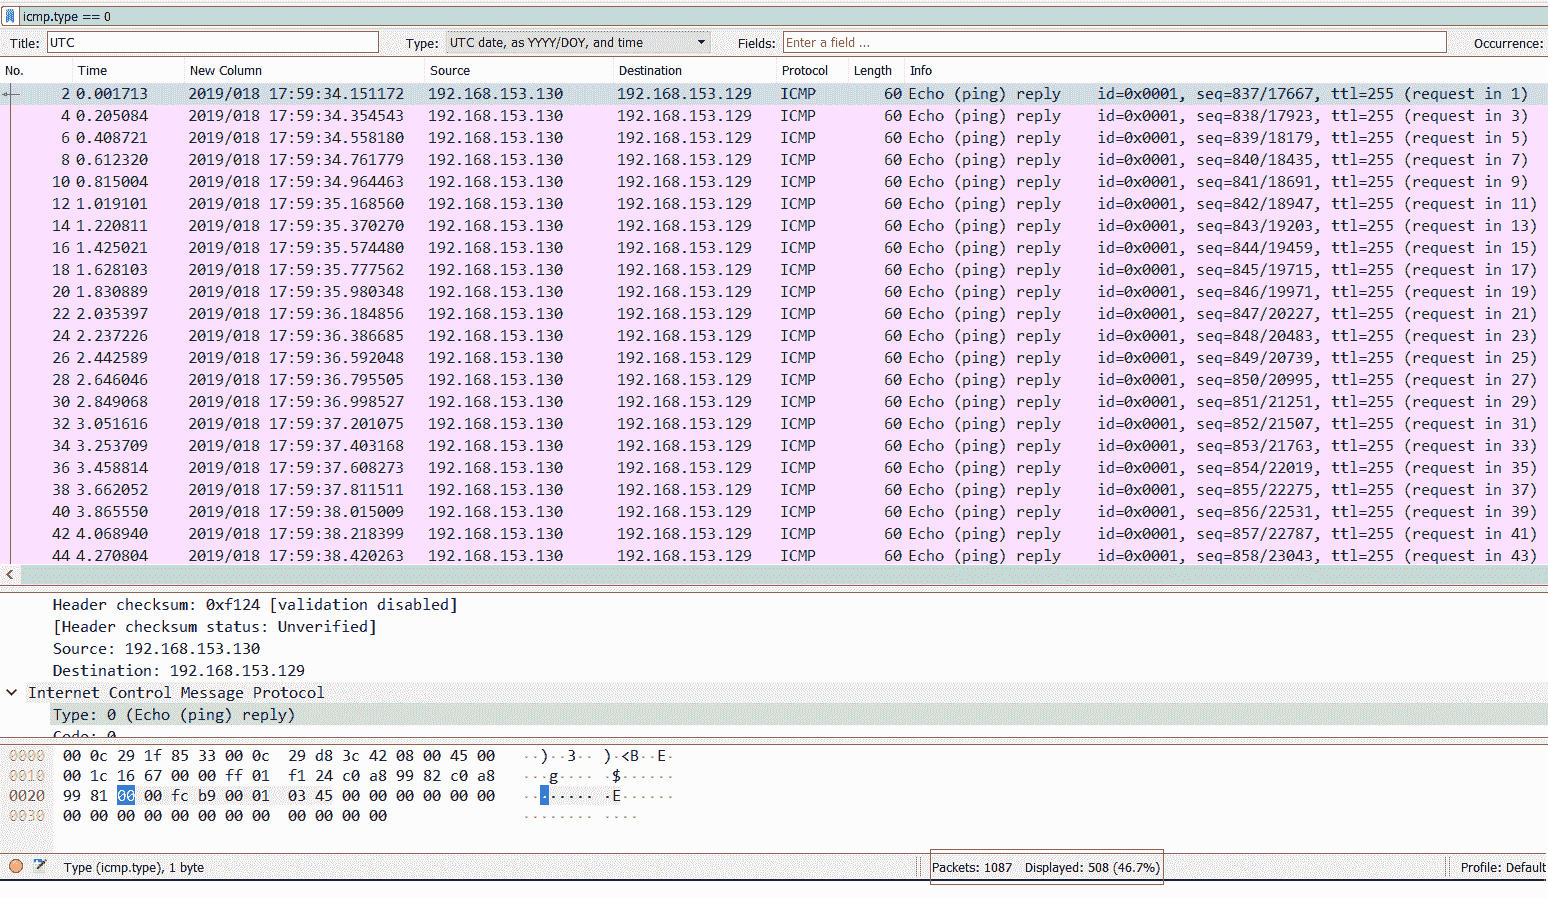 icmp.type == 0
Title: UTC Type: UTC date, as YYYY/DOY, and time Fields: Enter a field ... Occurrence:
No. Time New Column Source Destination Protocol Length Info
2 0.001713 2019/018 17:59:34.151172 192.168.153.130 192.168.153.129 ICMP 60 Echo (ping) reply id=0x0001, seq=837/17667, ttl=255 (request in 1)
4 0.205084 2019/018 17:59:34.354543 192.168.153.130 192.168.153.129 ICMP 60 Echo (ping) reply id=0x0001, seq=838/17923, ttl=255 (request in 3)
6 0.408721 2019/018 17:59:34.558180 192.168.153.130 192.168.153.129 ICMP 60 Echo (ping) reply id=0x0001, seq=839/18179, ttl=255 (request in 5)
8 0.612320 2019/018 17:59:34.761779 192.168.153.130 192.168.153.129 ICMP 60 Echo (ping) reply id=0x0001, seq=840/18435, ttl=255 (request in 7)
10 0.815004 2019/018 17:59:34.964463 192.168.153.130 192.168.153.129 ICMP 60 Echo (ping) reply id=0x0001, seq=841/18691, ttl=255 (request in 9)
12 1.019101 2019/018 17:59:35.168560 192.168.153.130 192.168.153.129 ICMP 60 Echo (ping) reply id=0x0001, seq=842/18947, ttl=255 (request in 11)
14 1.220811 2019/018 17:59:35.370270 192.168.153.130 192.168.153.129 ICMP 60 Echo (ping) reply id=0x0001, seq=843/19203, ttl=255 (request in 13)
16 1.425021 2019/018 17:59:35.574480 192.168.153.130 192.168.153.129 ICMP 60 Echo (ping) reply id=0x0001, seq=844/19459, ttl=255 (request in 15)
18 1.628103 2019/018 17:59:35.777562 192.168.153.130 192.168.153.129 ICMP 60 Echo (ping) reply id=0x0001, seq=845/19715, ttl=255 (request in 17)
20 1.830889 2019/018 17:59:35.980348 192.168.153.130 192.168.153.129 ICMP 60 Echo (ping) reply id=0x0001, seq=846/19971, ttl=255 (request in 19)
22 2.035397 2019/018 17:59:36.184856 192.168.153.130 192.168.153.129 ICMP 60 Echo (ping) reply id=0x0001, seq=847/20227, ttl=255 (request in 21)
24 2.237226 2019/018 17:59:36.386685 192.168.153.130 192.168.153.129 ICMP 60 Echo (ping) reply id=0x0001, seq=848/20483, ttl=255 (request in 23)
26 2.442589 2019/018 17:59:36.592048 192.168.153.130 192.168.153.129 ICMP 60 Echo (ping) reply id=0x0001, seq=849/20739, ttl=255 (request in 25)
28 2.646046 2019/018 17:59:36.795505 192.168.153.130 192.168.153.129 ICMP 60 Echo (ping) reply id=0x0001, seq=850/20995, ttl=255 (request in 27)
30 2.849068 2019/018 17:59:36.998527 192.168.153.130 192.168.153.129 ICMP 60 Echo (ping) reply id=0x0001, seq=851/21251, ttl=255 (request in 29)
32 3.051616 2019/018 17:59:37.201075 192.168.153.130 192.168.153.129 ICMP 60 Echo (ping) reply id=0x0001, seq=852/21507, ttl=255 (request in 31)
34 3.253709 2019/018 17:59:37.403168 192.168.153.130 192.168.153.129 ICMP 60 Echo (ping) reply id=0x0001, seq=853/21763, ttl=255 (request in 33)
36 3.458814 2019/018 17:59:37.608273 192.168.153.130 192.168.153.129 ICMP 60 Echo (ping) reply id=0x0001, seq=854/22019, ttl=255 (request in 35)
38 3.662052 2019/018 17:59:37.811511 192.168.153.130 192.168.153.129 ICMP 60 Echo (ping) reply id=0x0001, seq=855/22275, ttl=255 (request in 37)
40 3.865550 2019/018 17:59:38.015009 192.168.153.130 192.168.153.129 ICMP 60 Echo (ping) reply id=0x0001, seq=856/22531, ttl=255 (request in 39)
42 4.068940 2019/018 17:59:38.218399 192.168.153.130 192.168.153.129 ICMP 60 Echo (ping) reply id=0x0001, seq=857/22787, ttl=255 (request in 41)
44 4.270804 2019/018 17:59:38.420263 192.168.153.130 192.168.153.129 ICMP 60 Echo (ping) reply id=0x0001, seq=858/23043, ttl=255 (request in 43)
Header checksum: 0xf124 [validation disabled]
[Header checksum status: Unverified]
Source: 192.168.153.130
Destination: 192.168.153.129
Internet Control Message Protocol
Type: 0 (Echo (ping) reply)
Code: 0
0000 00 0c 29 1f 85 33 00 0c 29 d8 3c 42 08 00 45 00 ··)··3·· )·<B··E·
0010 00 1c 16 67 00 00 ff 01 f1 24 c0 a8 99 82 c0 a8 ···g···· ·$······
0020 99 81 00 00 fc b9 00 01 03 45 00 00 00 00 00 00 ········ ·E······
0030 00 00 00 00 00 00 00 00 00 00 00 00 ········ ····
Type (icmp.type), 1 byte Packets: 1087 Displayed: 508 (46.7%) Profile: Default